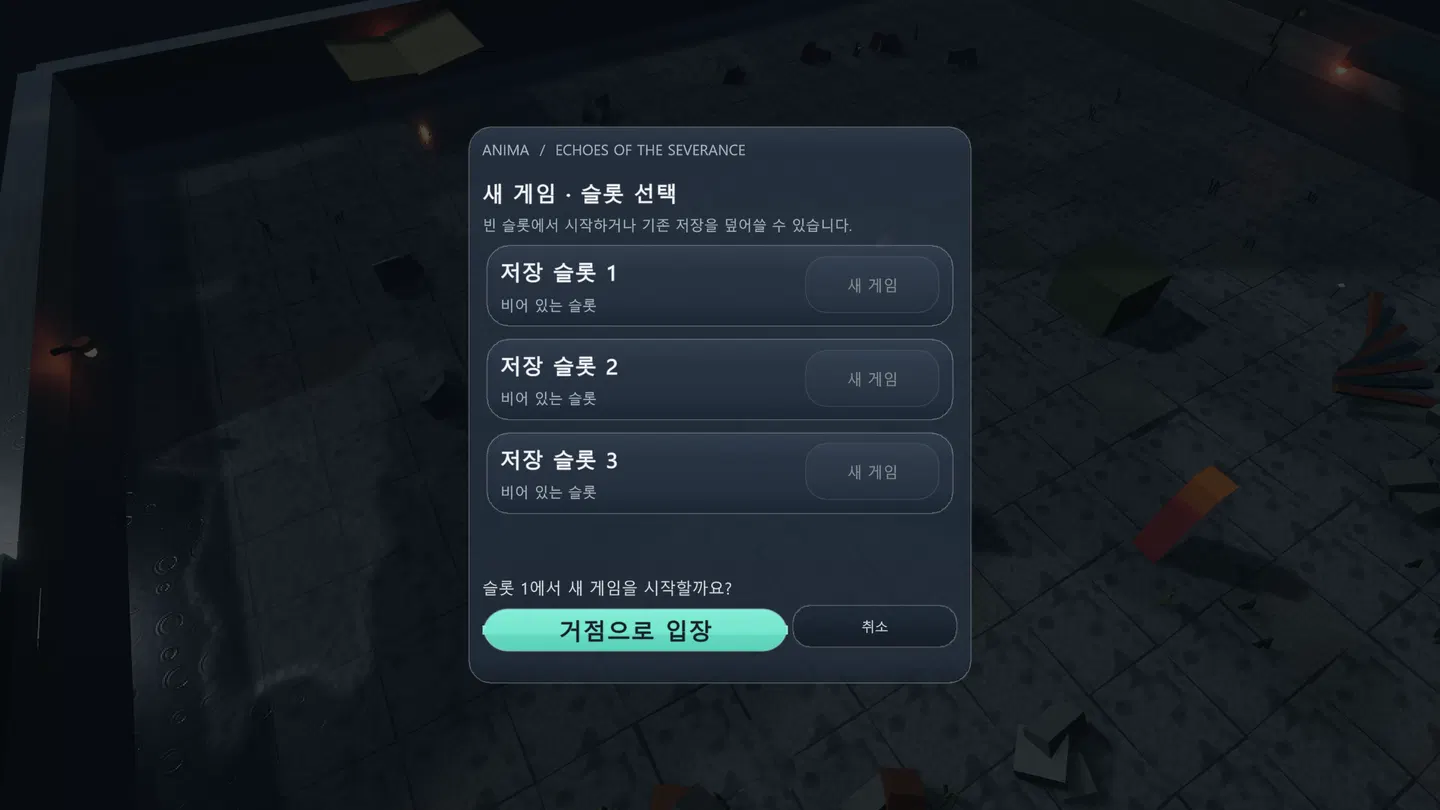 ANIMA / ECHOES OF THE SEVERANCE
새 게임 · 슬롯 선택
빈 슬롯에서 시작하거나 기존 저장을 덮어쓸 수 있습니다.
저장 슬롯 1
새 게임
비어 있는 슬롯
저장 슬롯 2
새 게임
비어 있는 슬롯
저장 슬롯 3
새 게임
비어 있는 슬롯
슬롯 1에서 새 게임을 시작할까요?
거점으로 입장
취소